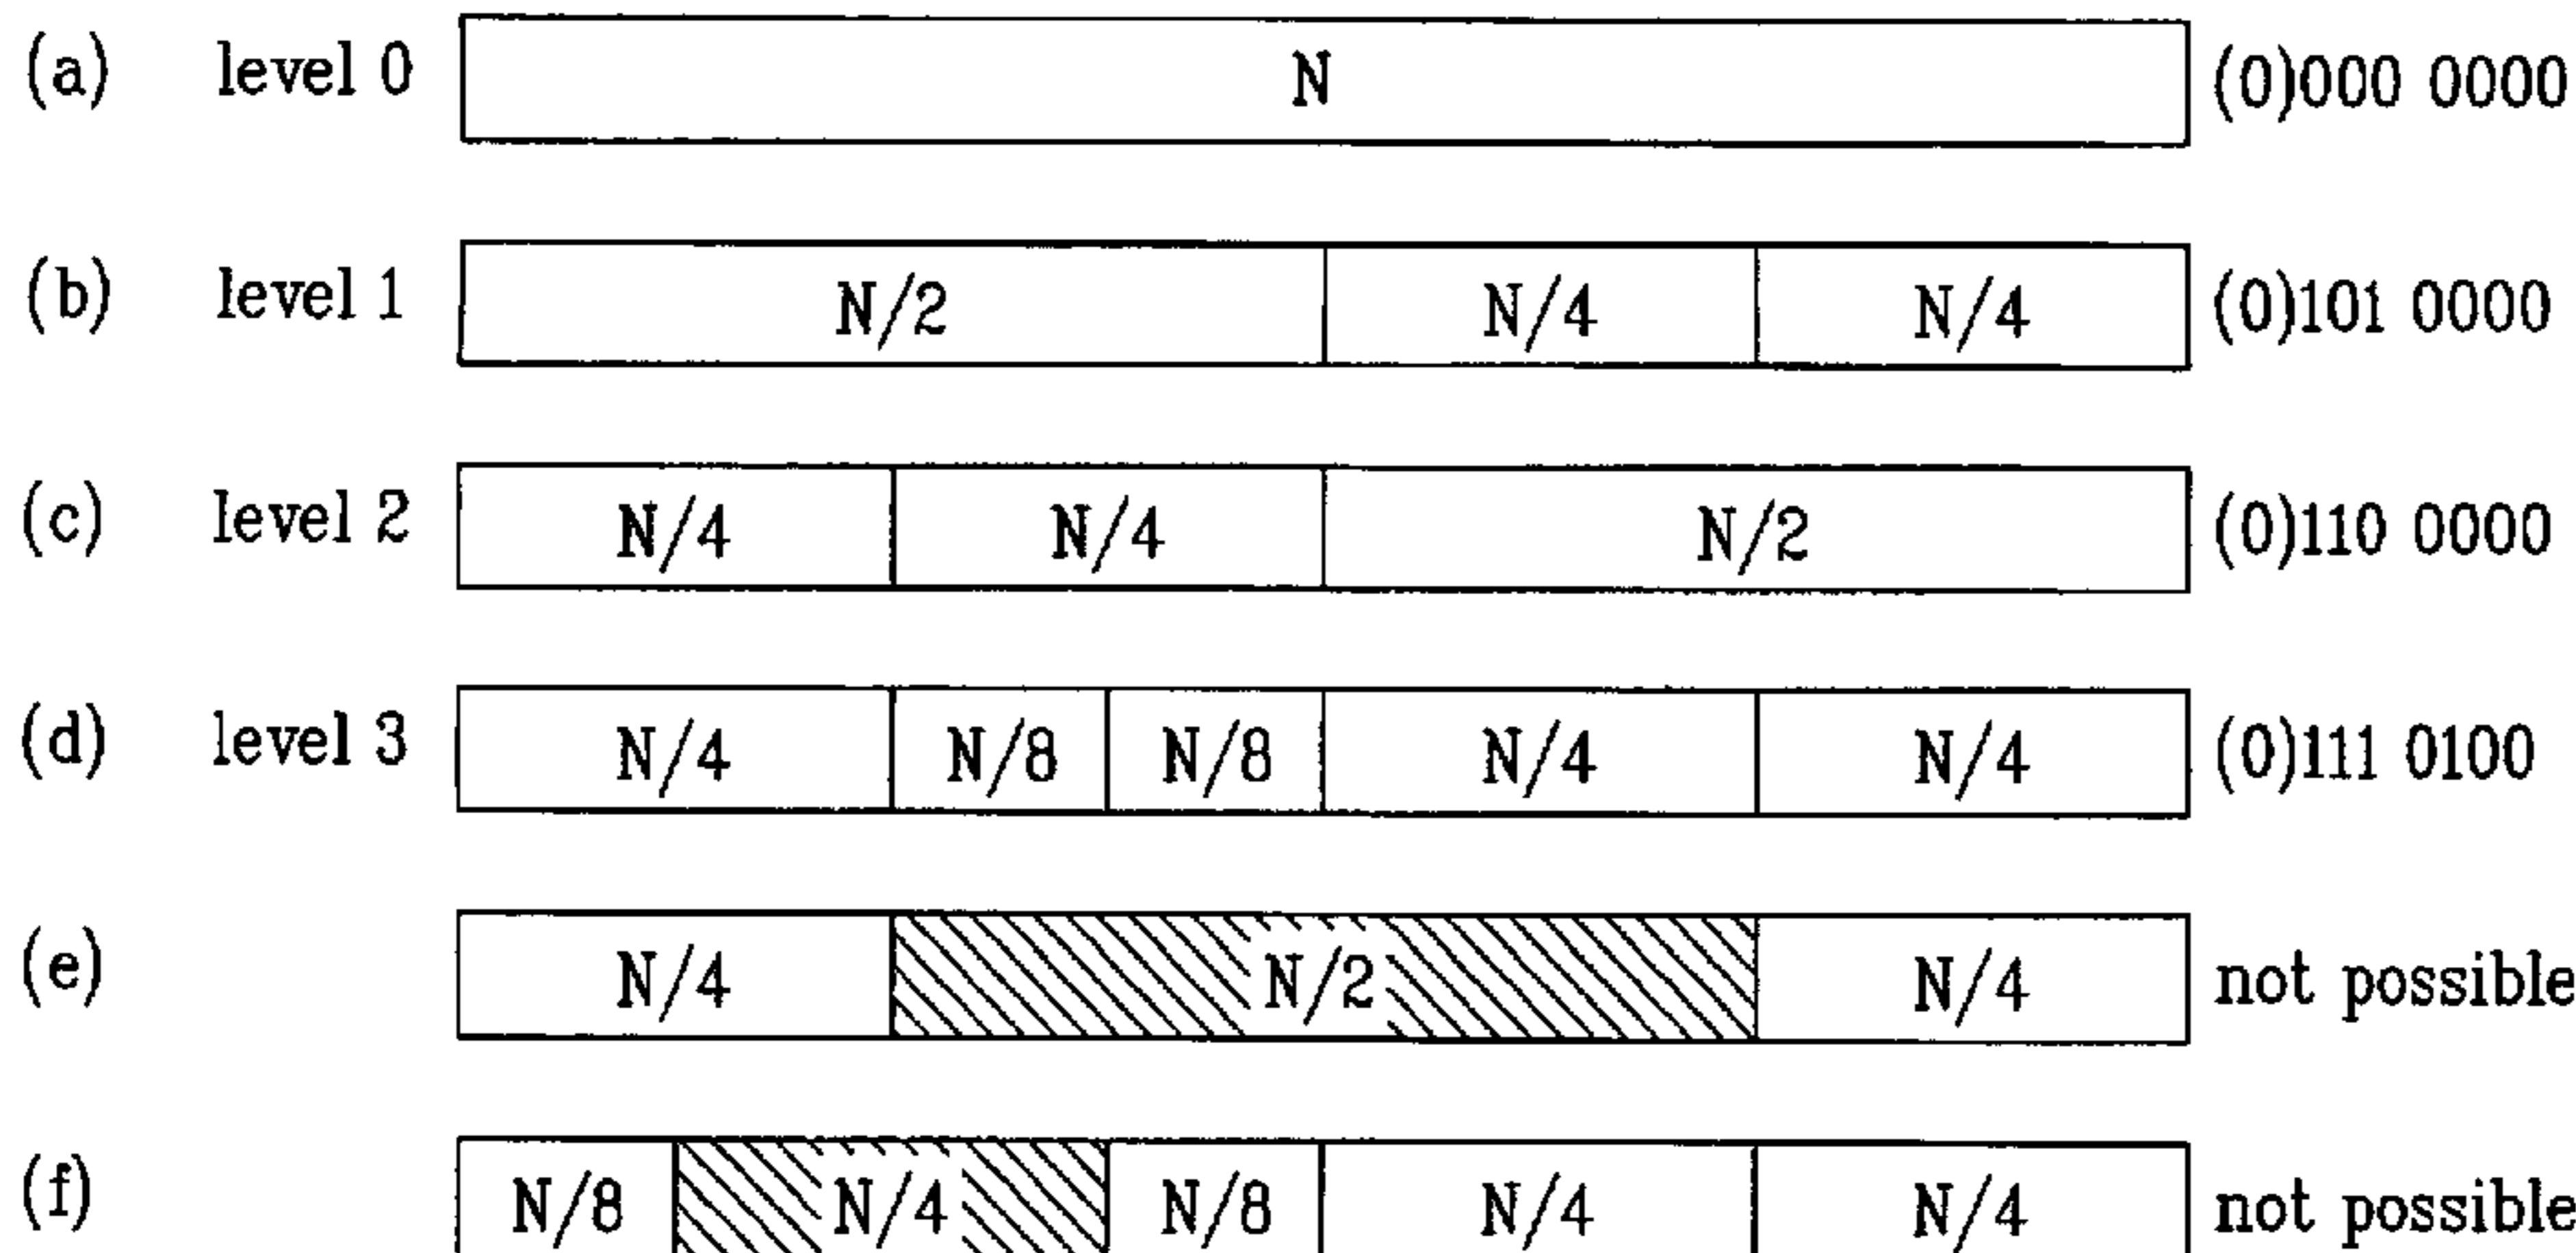 (a) level 0 N (0)000 0000
(b) level 1 N/2 N/4 N/4 (0)101 0000
(c) level 2 N/4 N/4 N/2 (0)110 0000
(d) level 3 N/4 N/8 N/8 N/4 N/4 (0)111 0100
(e) N/4 N/2 N/4 not possible
(f) N/8 N/4 N/8 N/4 N/4 not possible